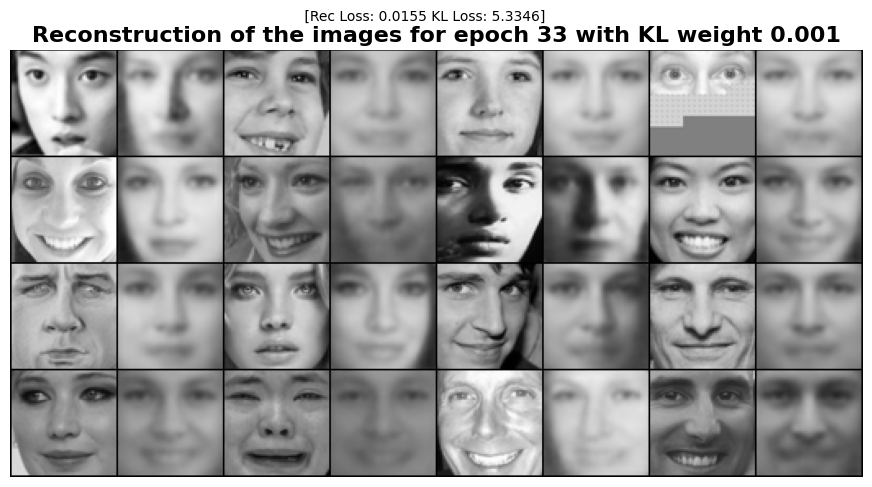 [Rec Loss: 0.0155 KL Loss: 5.3346]
Reconstruction of the images for epoch 33 with KL weight 0.001